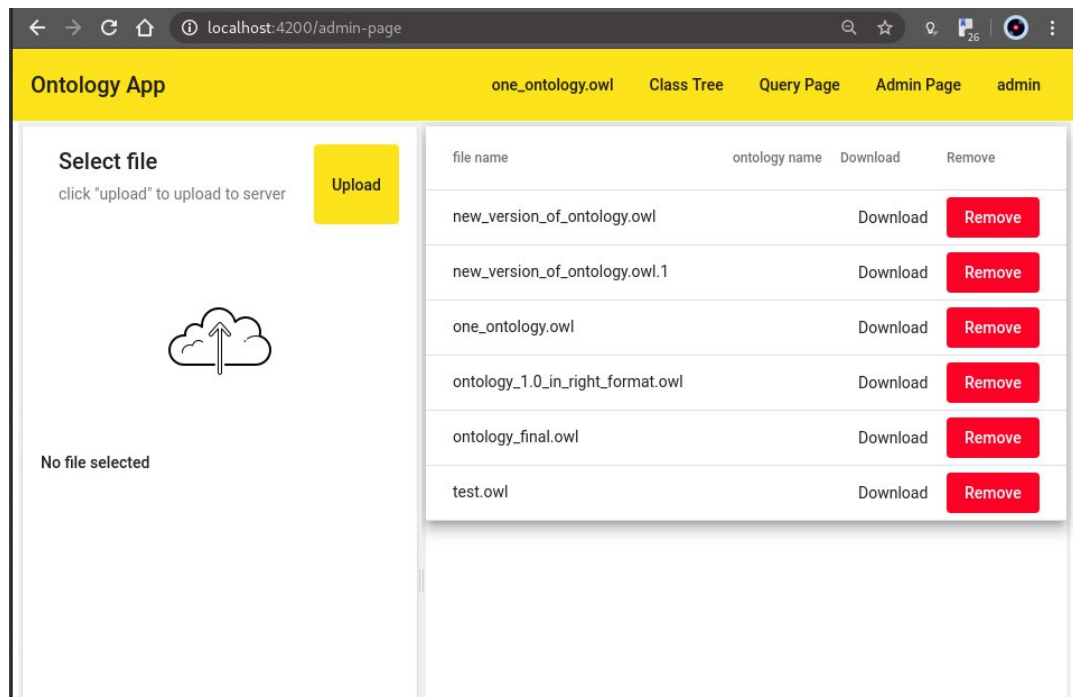 localhost:4200/admin-page
26
Ontology App one_ontology.owl Class Tree Query Page Admin Page admin
Select file
click "upload" to upload to server
Upload
No file selected
file name ontology name Download Remove
new_version_of_ontology.owl Download Remove
new_version_of_ontology.owl.1 Download Remove
one_ontology.owl Download Remove
ontology_1.0_in_right_format.owl Download Remove
ontology_final.owl Download Remove
test.owl Download Remove